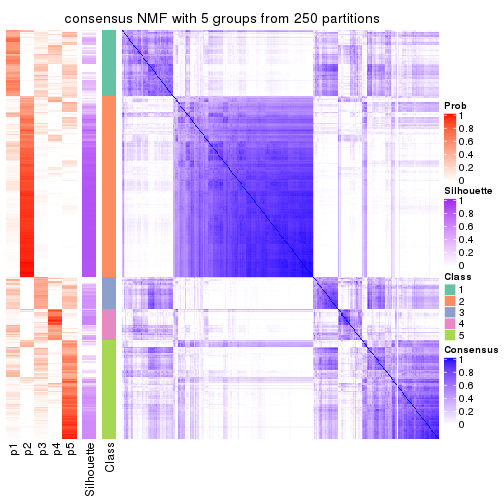 consensus NMF with 5 groups from 250 partitions
Prob
1
0.8
0.6
0.4
0.2
0
Silhouette
1
0.8
0.6
0.4
0.2
0
Class
1
2
3
4
5
Consensus
1
0.8
0.6
0.4
0.2
0
p1
p2
p3
p4
p5
Silhouette
Class